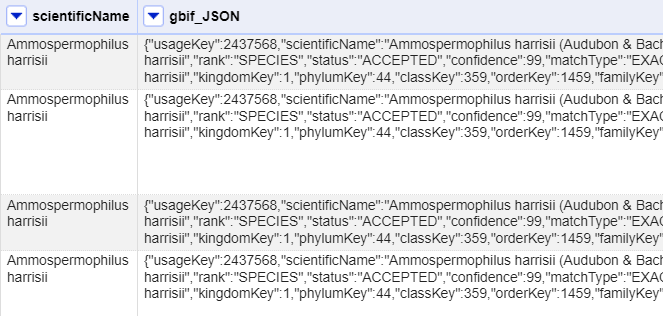 scientificName gbif_JSON
Ammospermophilus {"usageKey":2437568,"scientificName":"Ammospermophilus harrisii (Audubon & Bach
harrisii harrisii","rank":"SPECIES","status":"ACCEPTED","confidence":99,"matchType":"EXAC
harrisii","kingdomKey":1,"phylumKey":44,"classKey":359,"orderKey":1459,"familyKey"
Ammospermophilus {"usageKey":2437568,"scientificName":"Ammospermophilus harrisii (Audubon & Bach
harrisii harrisii","rank":"SPECIES","status":"ACCEPTED","confidence":99,"matchType":"EXAC
harrisii","kingdomKey":1,"phylumKey":44,"classKey":359,"orderKey":1459,"familyKey"
Ammospermophilus {"usageKey":2437568,"scientificName":"Ammospermophilus harrisii (Audubon & Bach
harrisii harrisii","rank":"SPECIES","status":"ACCEPTED","confidence":99,"matchType":"EXAC
harrisii","kingdomKey":1,"phylumKey":44,"classKey":359,"orderKey":1459,"familyKey"
Ammospermophilus {"usageKey":2437568,"scientificName":"Ammospermophilus harrisii (Audubon & Bach
harrisii harrisii","rank":"SPECIES","status":"ACCEPTED","confidence":99,"matchType":"EXAC
harrisii","kingdomKey":1,"phylumKey":44,"classKey":359,"orderKey":1459,"familyKey"